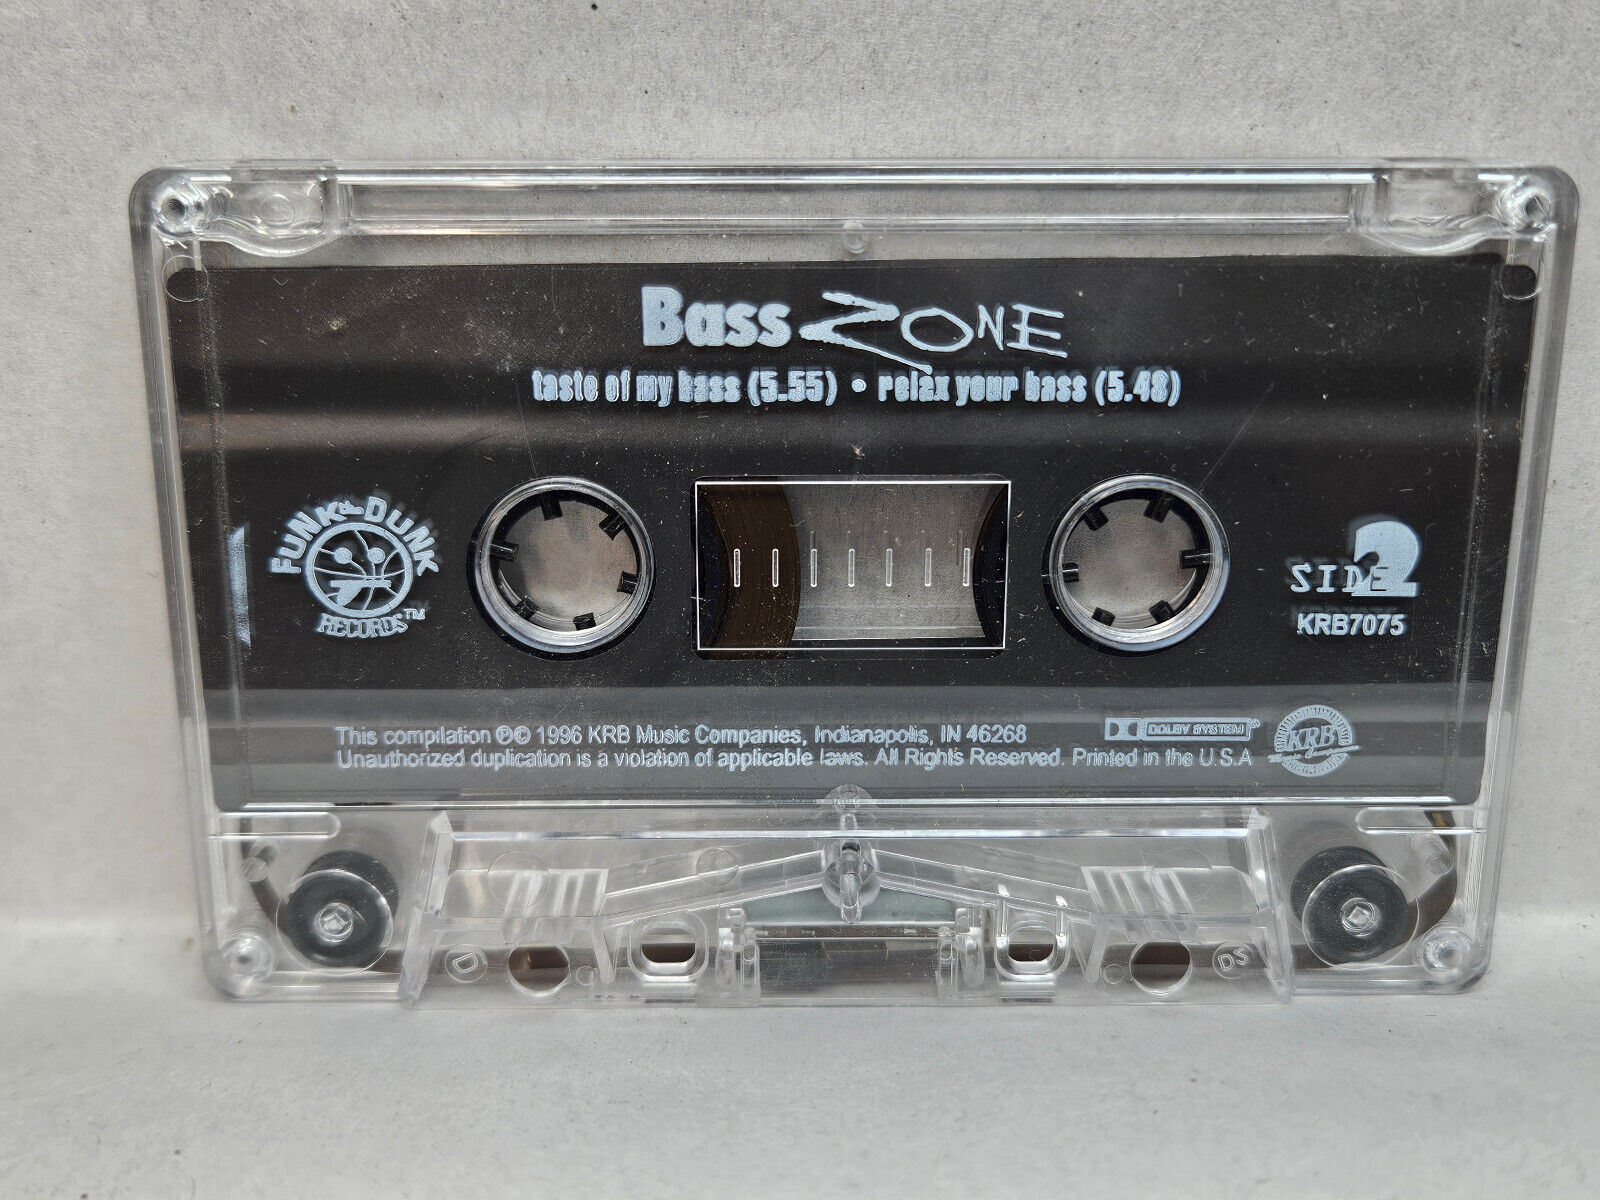 Bass ZONE
taste of my bass (5.55) • relax your bass (5.48)
FUNK the DUNK
RECORDS™
SIDE 2
KRB7075
This compilation ℗© 1996 KRB Music Companies, Indianapolis, IN 46268
DOLBY SYSTEM®
Unauthorized duplication is a violation of applicable laws. All Rights Reserved. Printed in the U.S.A
KRB